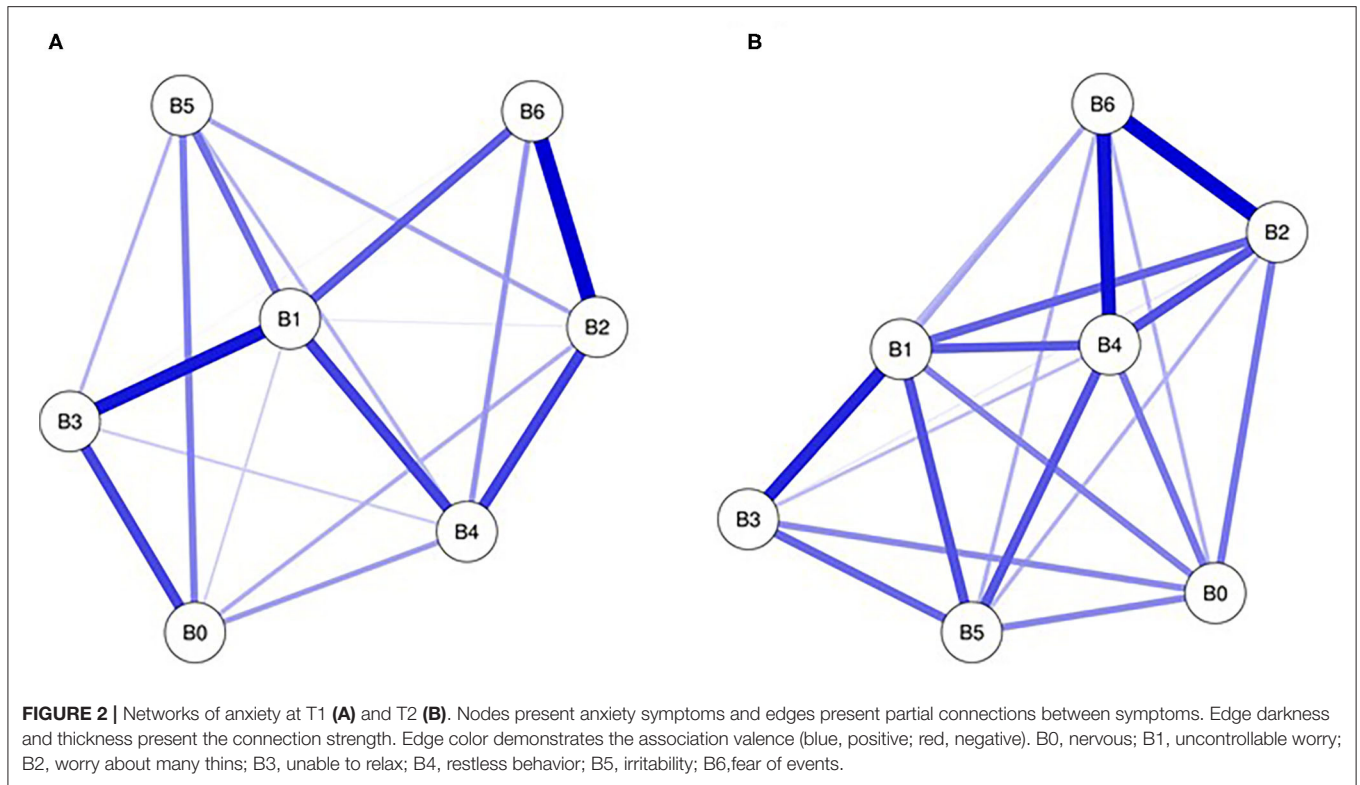 A
B
B5
B6
B1
B2
B3
B4
B0
B6
B2
B1
B4
B3
B0
B5
FIGURE 2 | Networks of anxiety at T1 (A) and T2 (B). Nodes present anxiety symptoms and edges present partial connections between symptoms. Edge darkness
and thickness present the connection strength. Edge color demonstrates the association valence (blue, positive; red, negative). B0, nervous; B1, uncontrollable worry;
B2, worry about many thins; B3, unable to relax; B4, restless behavior; B5, irritability; B6,fear of events.